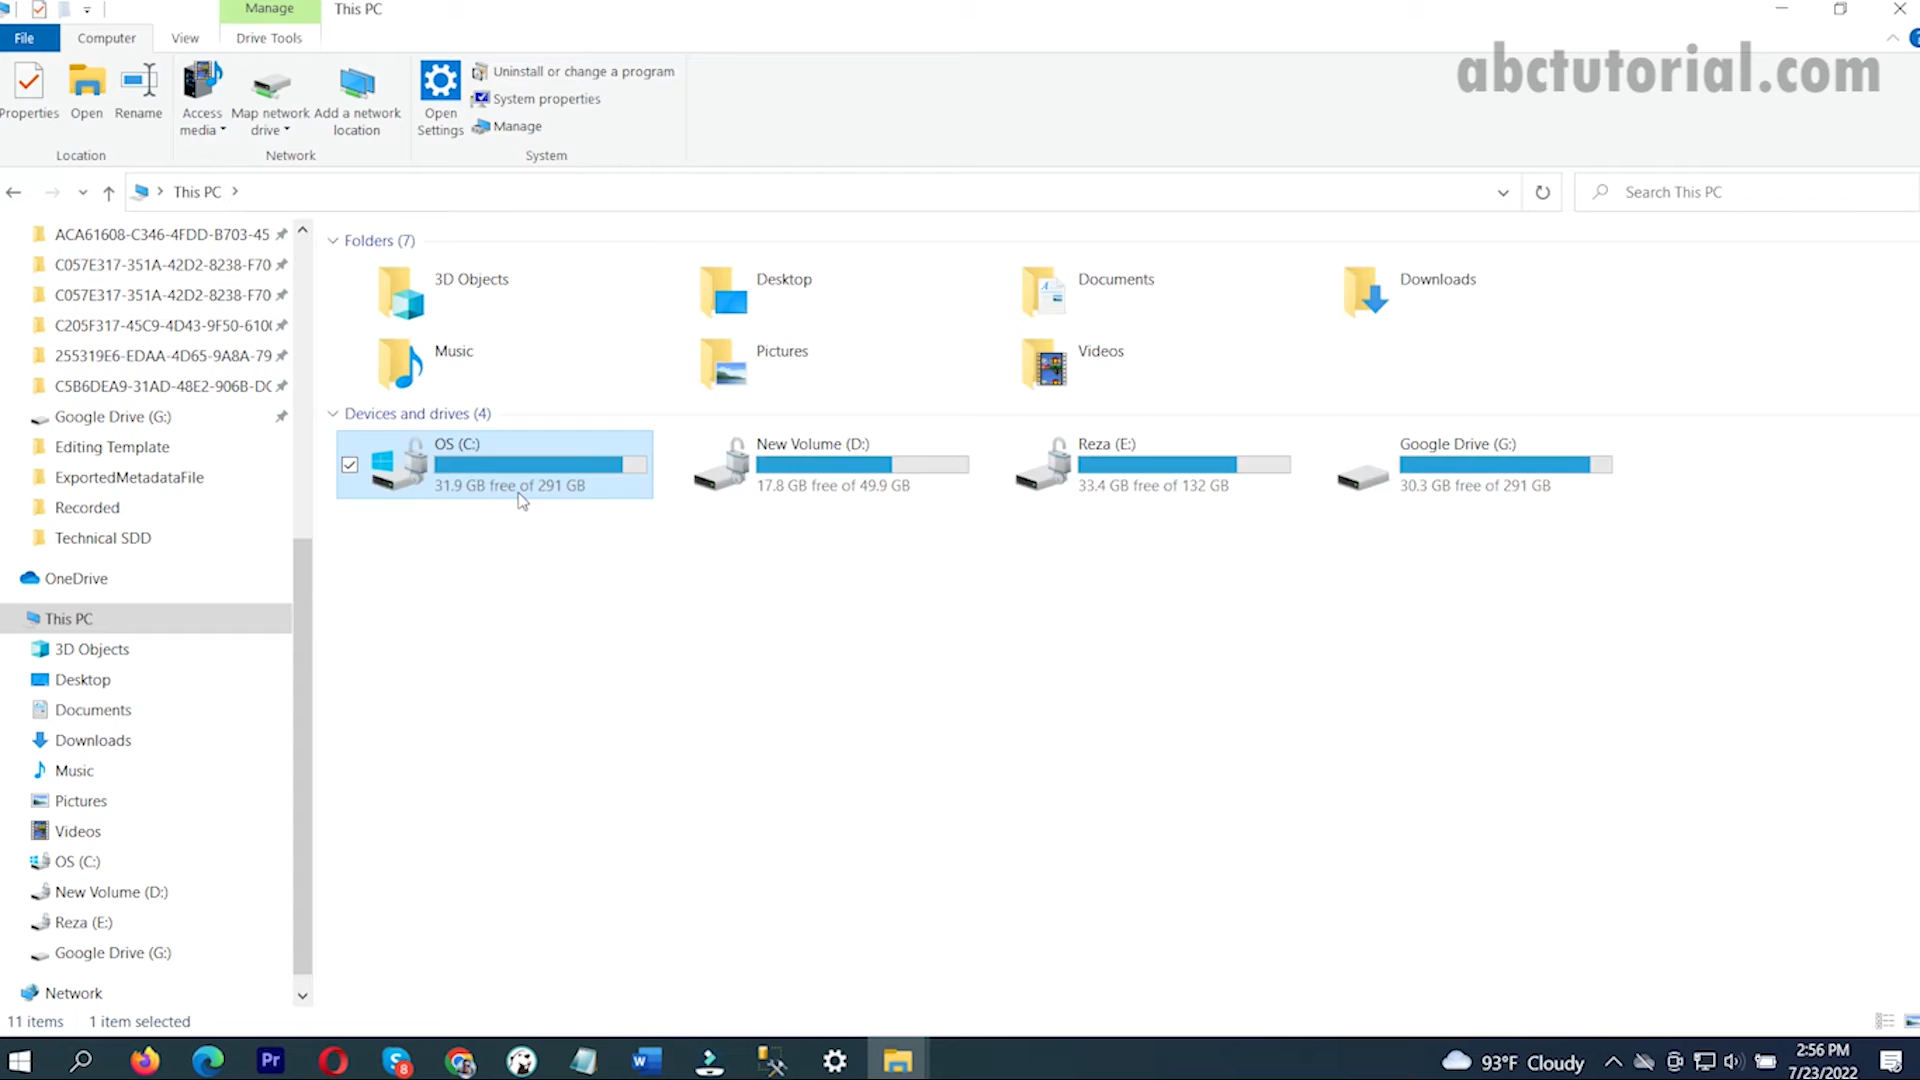 Manage
This PC
File
Computer
View
Drive Tools
abctutorial.com
Properties
Open
Rename
Access media
Map network drive
Add a network location
Open Settings
Uninstall or change a program
System properties
Manage
Location
Network
System
This PC
Search This PC
ACA61608-C346-4FDD-B703-45
C057E317-351A-42D2-8238-F70
C057E317-351A-42D2-8238-F70
C205F317-45C9-4D43-9F50-610
255319E6-EDAA-4D65-9A8A-79
C5B6DEA9-31AD-48E2-906B-DC
Google Drive (G:)
Editing Template
ExportedMetadataFile
Recorded
Technical SDD
OneDrive
This PC
3D Objects
Desktop
Documents
Downloads
Music
Pictures
Videos
OS (C:)
New Volume (D:)
Reza (E:)
Google Drive (G:)
Network
Folders (7)
3D Objects
Desktop
Documents
Downloads
Music
Pictures
Videos
Devices and drives (4)
OS (C:)
31.9 GB free of 291 GB
New Volume (D:)
17.8 GB free of 49.9 GB
Reza (E:)
33.4 GB free of 132 GB
Google Drive (G:)
30.3 GB free of 291 GB
11 items
1 item selected
Pr
8
93°F Cloudy
2:56 PM
7/23/2022